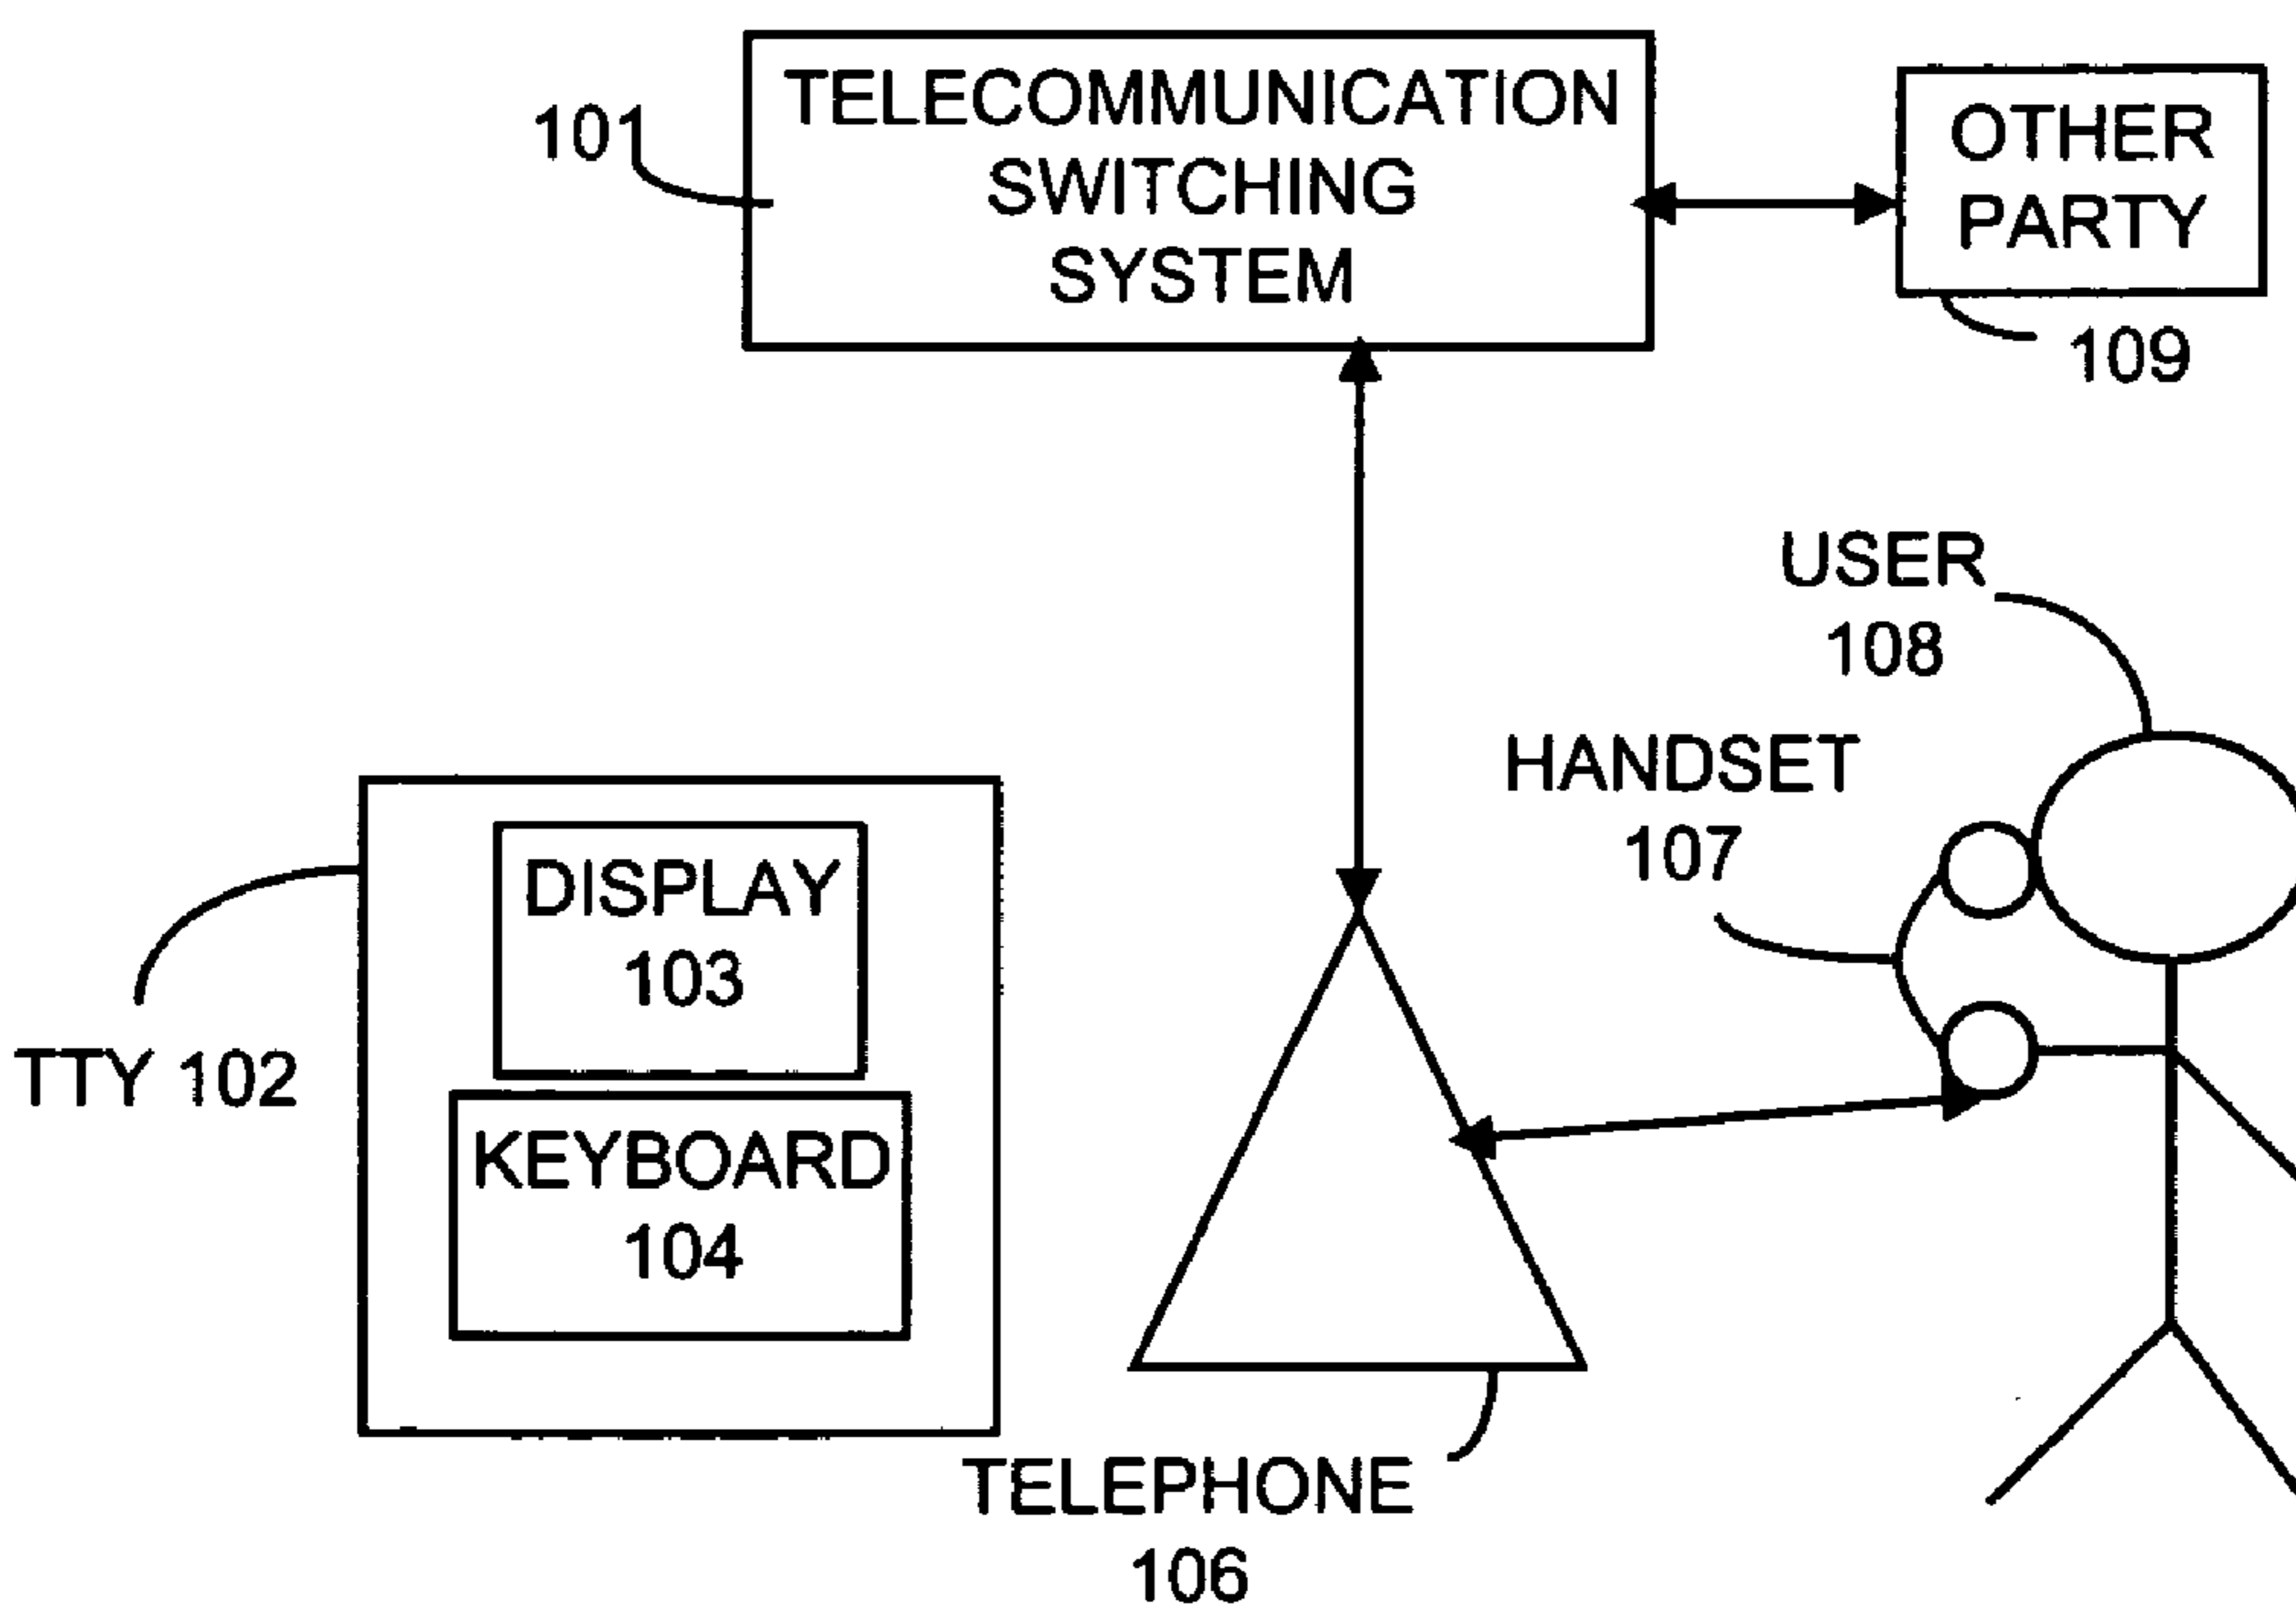 101
TELECOMMUNICATION
SWITCHING
SYSTEM
OTHER
PARTY
109
USER
108
HANDSET
107
DISPLAY
103
TTY 102
KEYBOARD
104
TELEPHONE
106